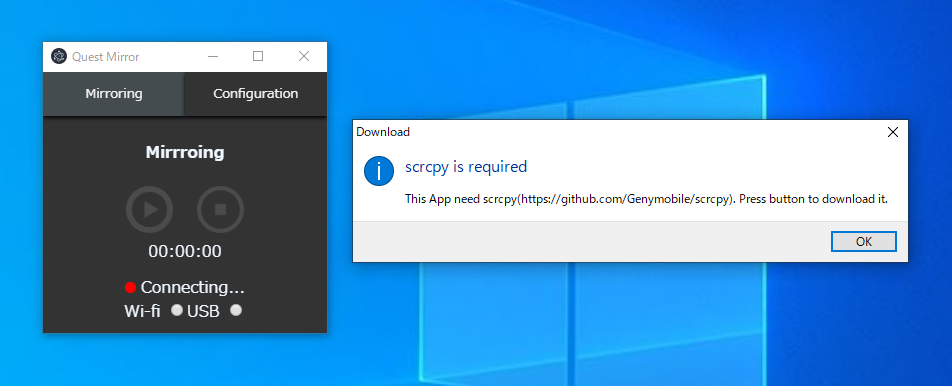 Quest Mirror
Mirroring Configuration
Mirrroing
00:00:00
Connecting...
Wi-fi USB
Download
scrcpy is required
This App need scrcpy(https://github.com/Genymobile/scrcpy). Press button to download it.
OK